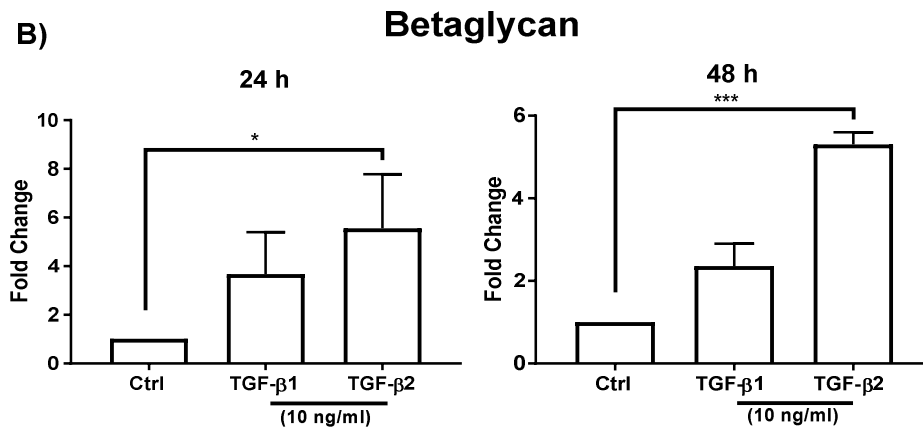 B)
Betaglycan
24 h
Fold Change
10
8
6
4
2
0
*
Ctrl
TGF-β1
TGF-β2
(10 ng/ml)
48 h
Fold Change
6
4
2
0
***
Ctrl
TGF-β1
TGF-β2
(10 ng/ml)